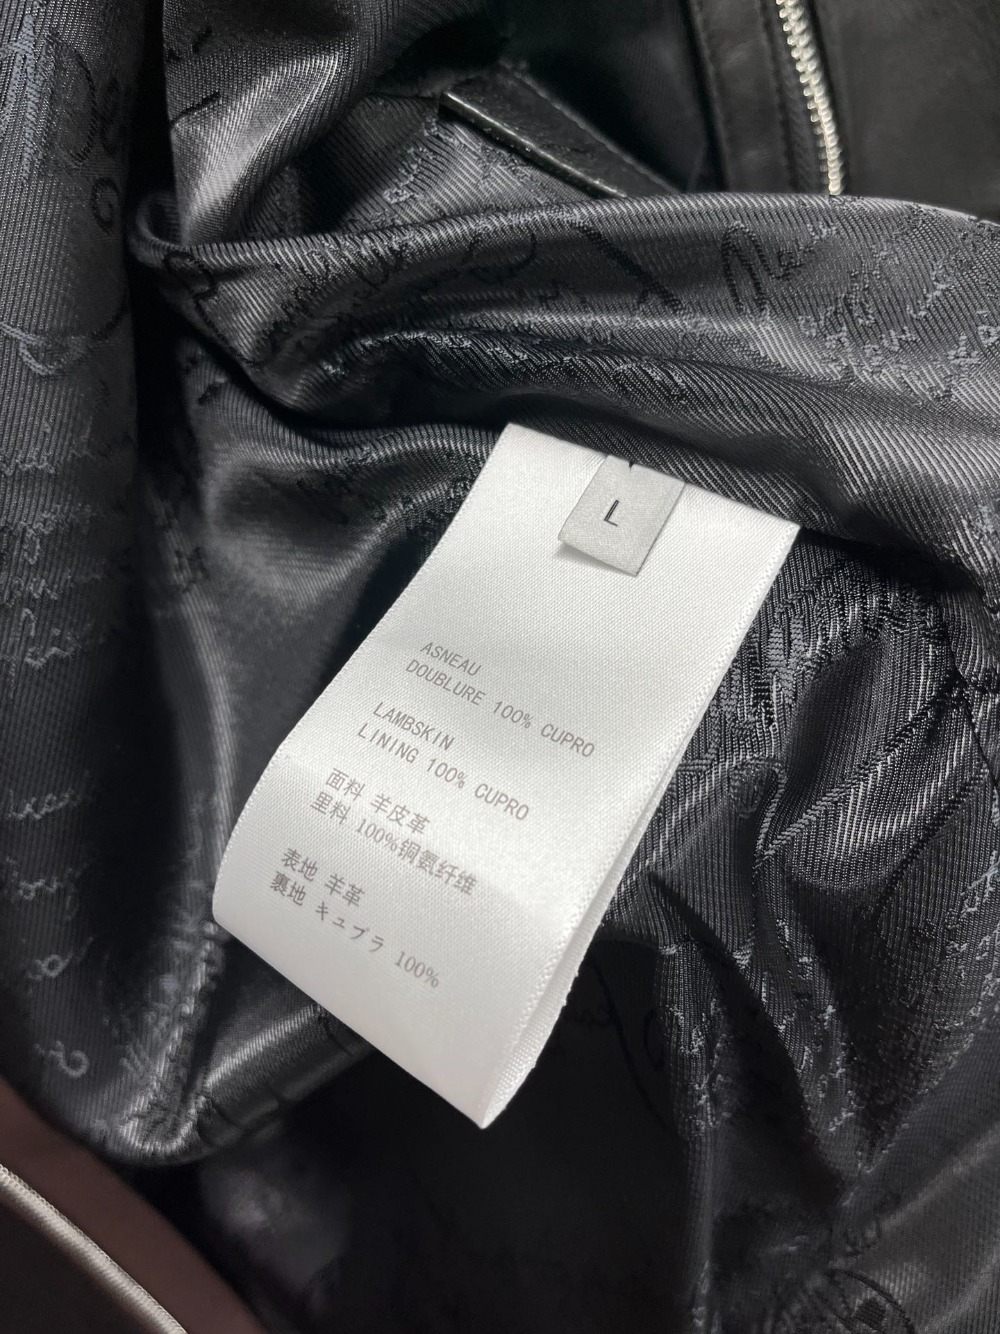 L
ASNEAU
DOUBLURE 100% CUPRO
LAMBSKIN
LINING 100% CUPRO
面料 羊皮革
里料 100%铜氨纤维
表地 羊革
裏地 キュプラ 100%